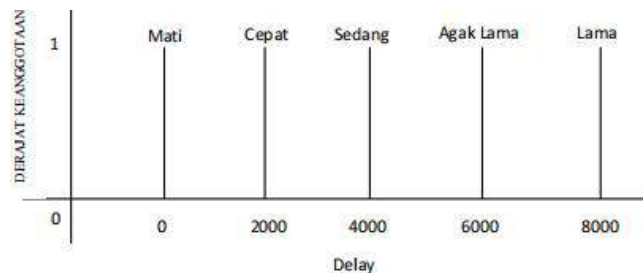 DERAJAT KEANGGOTAAN
1
Mati Cepat Sedang Agak Lama Lama
0
0 2000 4000 6000 8000
Delay